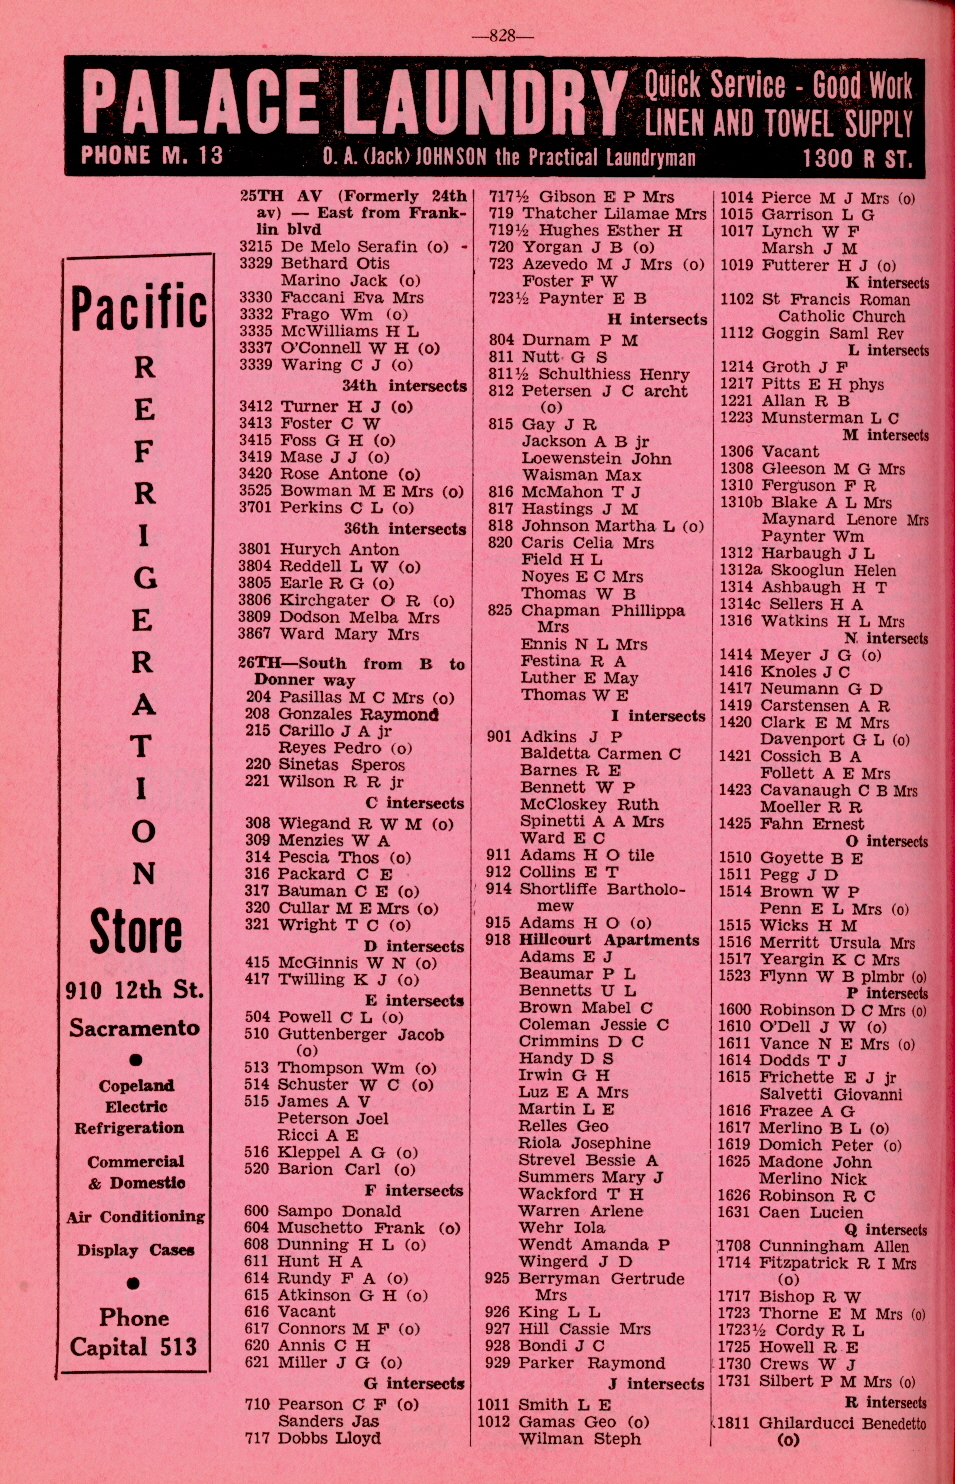 —828—
PALACE LAUNDRY
Quick Service - Good Work
LINEN AND TOWEL SUPPLY
PHONE M. 13
O. A. (Jack) JOHNSON the Practical Laundryman
1300 R ST.
Pacific
R
E
F
R
I
G
E
R
A
T
I
O
N
Store
910 12th St.
Sacramento
●
Copeland
Electric
Refrigeration
Commercial
& Domestic
Air Conditioning
Display Cases
●
Phone
Capital 513
25TH AV (Formerly 24th
av) — East from Frank-
lin blvd
3215 De Melo Serafin (o)
3329 Bethard Otis
Marino Jack (o)
3330 Faccani Eva Mrs
3332 Frago Wm (o)
3335 McWilliams H L
3337 O'Connell W H (o)
3339 Waring C J (o)
34th intersects
3412 Turner H J (o)
3413 Foster C W
3415 Foss G H (o)
3419 Mase J J (o)
3420 Rose Antone (o)
3525 Bowman M E Mrs (o)
3701 Perkins C L (o)
36th intersects
3801 Hurych Anton
3804 Reddell L W (o)
3805 Earle R G (o)
3806 Kirchgater O R (o)
3809 Dodson Melba Mrs
3867 Ward Mary Mrs
26TH—South from B to
Donner way
204 Pasillas M C Mrs (o)
208 Gonzales Raymond
215 Carillo J A jr
Reyes Pedro (o)
220 Sinetas Speros
221 Wilson R R jr
C intersects
308 Wiegand R W M (o)
309 Menzies W A
314 Pescia Thos (o)
316 Packard C E
317 Bauman C E (o)
320 Cullar M E Mrs (o)
321 Wright T C (o)
D intersects
415 McGinnis W N (o)
417 Twilling K J (o)
E intersects
504 Powell C L (o)
510 Guttenberger Jacob
(o)
513 Thompson Wm (o)
514 Schuster W C (o)
515 James A V
Peterson Joel
Ricci A E
516 Kleppel A G (o)
520 Barion Carl (o)
F intersects
600 Sampo Donald
604 Muschetto Frank (o)
608 Dunning H L (o)
611 Hunt H A
614 Rundy F A (o)
615 Atkinson G H (o)
616 Vacant
617 Connors M F (o)
620 Annis C H
621 Miller J G (o)
G intersects
710 Pearson C F (o)
Sanders Jas
717 Dobbs Lloyd
717½ Gibson E P Mrs
719 Thatcher Lilamae Mrs
719½ Hughes Esther H
720 Yorgan J B (o)
723 Azevedo M J Mrs (o)
Foster F W
723½ Paynter E B
H intersects
804 Durnam P M
811 Nutt G S
811½ Schulthiess Henry
812 Petersen J C archt
(o)
815 Gay J R
Jackson A B jr
Loewenstein John
Waisman Max
816 McMahon T J
817 Hastings J M
818 Johnson Martha L (o)
820 Caris Celia Mrs
Field H L
Noyes E C Mrs
Thomas W B
825 Chapman Phillippa
Mrs
Ennis N L Mrs
Festina R A
Luther E May
Thomas W E
I intersects
901 Adkins J P
Baldetta Carmen C
Barnes R E
Bennett W P
McCloskey Ruth
Spinetti A A Mrs
Ward E C
911 Adams H O tile
912 Collins E T
914 Shortliffe Bartholo-
mew
915 Adams H O (o)
918 Hillcourt Apartments
Adams E J
Beaumar P L
Bennetts U L
Brown Mabel C
Coleman Jessie C
Crimmins D C
Handy D S
Irwin G H
Luz E A Mrs
Martin L E
Relles Geo
Riola Josephine
Strevel Bessie A
Summers Mary J
Wackford T H
Warren Arlene
Wehr Iola
Wendt Amanda P
Wingerd J D
925 Berryman Gertrude
Mrs
926 King L L
927 Hill Cassie Mrs
928 Bondi J C
929 Parker Raymond
J intersects
1011 Smith L E
1012 Gamas Geo (o)
Wilman Steph
1014 Pierce M J Mrs (o)
1015 Garrison L G
1017 Lynch W F
Marsh J M
1019 Futterer H J (o)
K intersects
1102 St Francis Roman
Catholic Church
1112 Goggin Saml Rev
L intersects
1214 Groth J F
1217 Pitts E H phys
1221 Allan R B
1223 Munsterman L C
M intersects
1306 Vacant
1308 Gleeson M G Mrs
1310 Ferguson F R
1310b Blake A L Mrs
Maynard Lenore Mrs
Paynter Wm
1312 Harbaugh J L
1312a Skooglun Helen
1314 Ashbaugh H T
1314c Sellers H A
1316 Watkins H L Mrs
N intersects
1414 Meyer J G (o)
1416 Knoles J C
1417 Neumann G D
1419 Carstensen A R
1420 Clark E M Mrs
Davenport G L (o)
1421 Cossich B A
Follett A E Mrs
1423 Cavanaugh C B Mrs
Moeller R R
1425 Fahn Ernest
O intersects
1510 Goyette B E
1511 Pegg J D
1514 Brown W P
Penn E L Mrs (o)
1515 Wicks H M
1516 Merritt Ursula Mrs
1517 Yeargin K C Mrs
1523 Flynn W B plmbr (o)
P intersects
1600 Robinson D C Mrs (o)
1610 O'Dell J W (o)
1611 Vance N E Mrs (o)
1614 Dodds T J
1615 Frichette E J jr
Salvetti Giovanni
1616 Frazee A G
1617 Merlino B L (o)
1619 Domich Peter (o)
1625 Madone John
Merlino Nick
1626 Robinson R C
1631 Caen Lucien
Q intersects
1708 Cunningham Allen
1714 Fitzpatrick R I Mrs
(o)
1717 Bishop R W
1723 Thorne E M Mrs (o)
1723½ Cordy R L
1725 Howell R E
1730 Crews W J
1731 Silbert P M Mrs (o)
R intersects
1811 Ghilarducci Benedetto
(o)